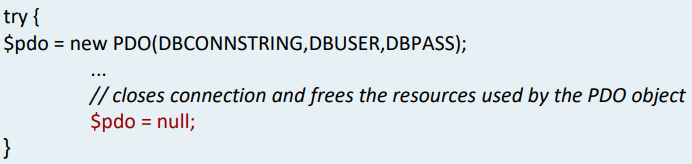 try {
$pdo = new PDO(DBCONNSTRING,DBUSER,DBPASS);
...
// closes connection and frees the resources used by the PDO object
$pdo = null;
}